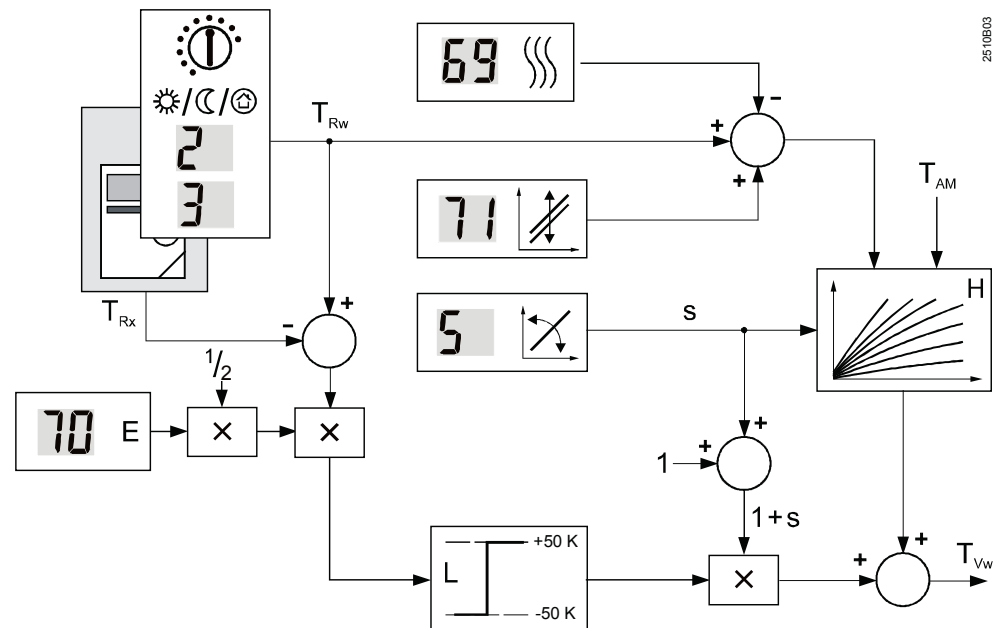 2510B03
69
-
T_Rw
+
2
3
+
71
T_AM
H
T_Rx
-
+
5
s
1/2
70 E
×
×
+
1
+
1+s
L
+50 K
-50 K
×
+
+
T_Vw